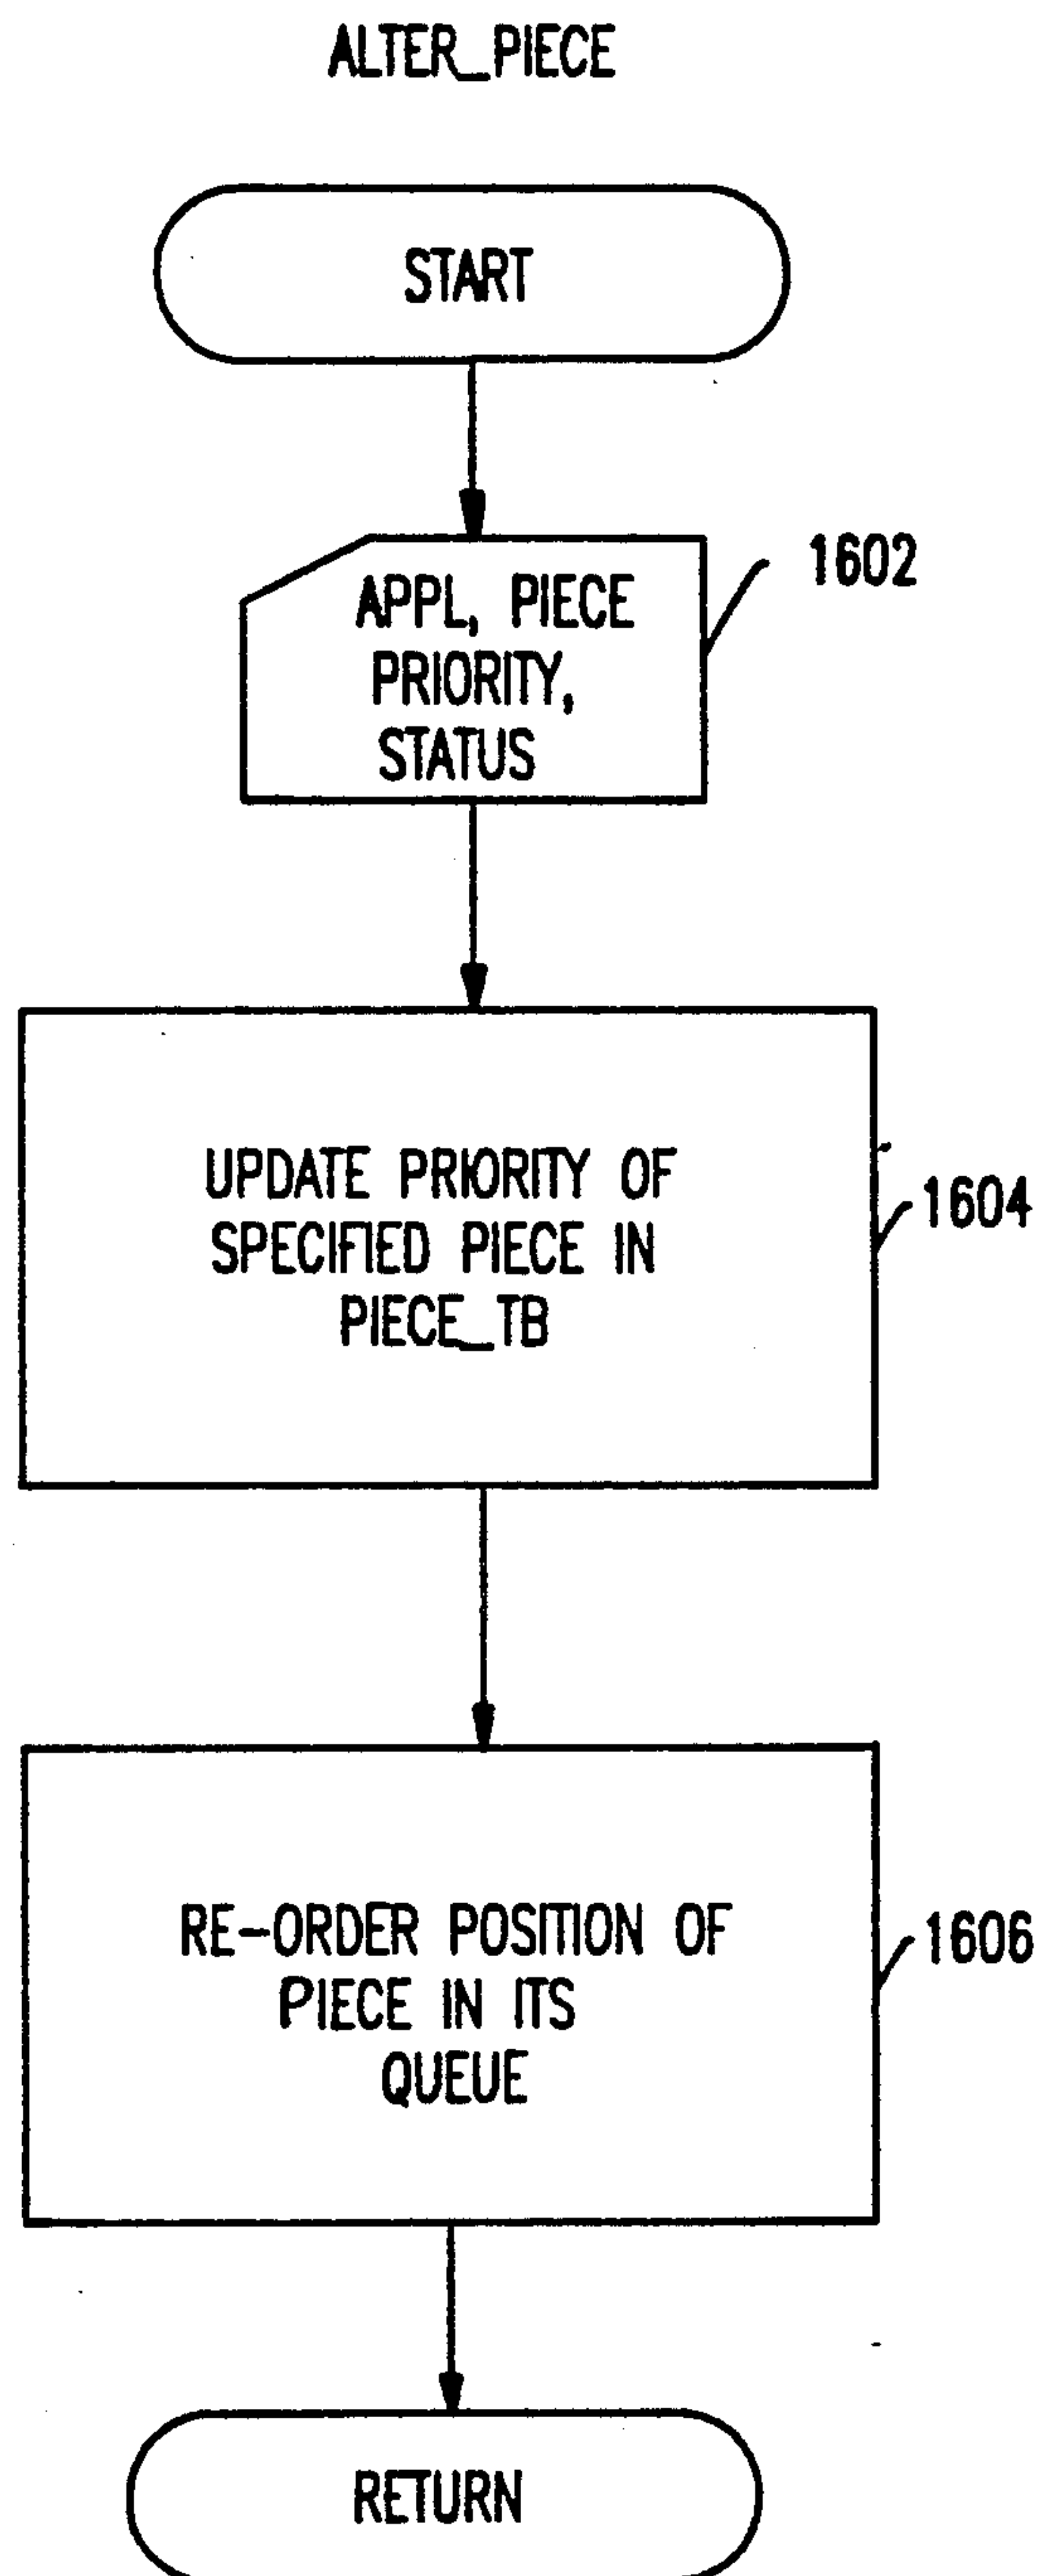 ALTER_PIECE
START
APPL, PIECE
PRIORITY,
STATUS
1602
UPDATE PRIORITY OF
SPECIFIED PIECE IN
PIECE_TB
1604
RE-ORDER POSITION OF
PIECE IN ITS
QUEUE
1606
RETURN